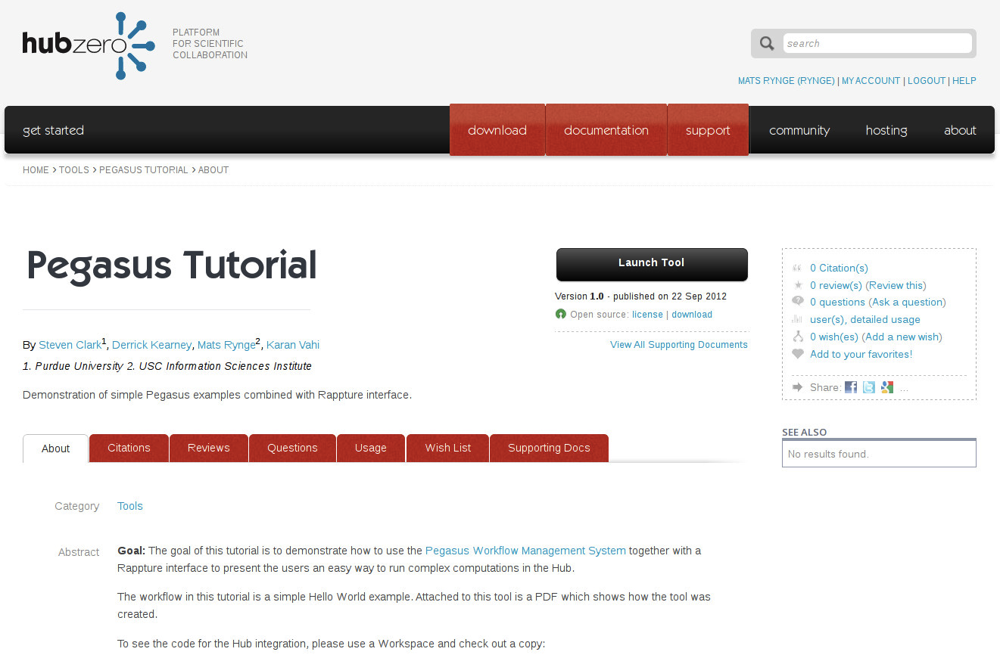 hubzero
PLATFORM
FOR SCIENTIFIC
COLLABORATION
search
MATS RYNGE (RYNGE) | MY ACCOUNT | LOGOUT | HELP
get started
download
documentation
support
community
hosting
about
HOME > TOOLS > PEGASUS TUTORIAL > ABOUT
Pegasus Tutorial
By Steven Clark1, Derrick Kearney, Mats Rynge2, Karan Vahi
1. Purdue University 2. USC Information Sciences Institute
Demonstration of simple Pegasus examples combined with Rappture interface.
Launch Tool
Version 1.0 - published on 22 Sep 2012
Open source: license | download
View All Supporting Documents
0 Citation(s)
0 review(s) (Review this)
0 questions (Ask a question)
user(s), detailed usage
0 wish(es) (Add a new wish)
Add to your favorites!
Share: ...
SEE ALSO
No results found.
About
Citations
Reviews
Questions
Usage
Wish List
Supporting Docs
Category
Tools
Abstract
Goal: The goal of this tutorial is to demonstrate how to use the Pegasus Workflow Management System together with a
Rappture interface to present the users an easy way to run complex computations in the Hub.
The workflow in this tutorial is a simple Hello World example. Attached to this tool is a PDF which shows how the tool was
created.
To see the code for the Hub integration, please use a Workspace and check out a copy: